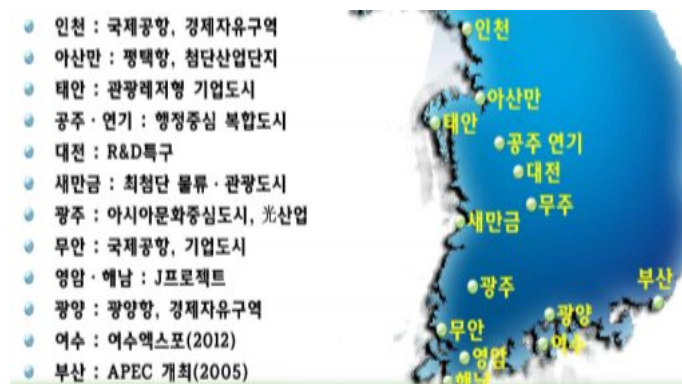 인천 : 국제공항, 경제자유구역
아산만 : 평택항, 첨단산업단지
태안 : 관광레저형 기업도시
공주 · 연기 : 행정중심 복합도시
대전 : R&D특구
새만금 : 최첨단 물류 · 관광도시
광주 : 아시아문화중심도시, 光산업
무안 : 국제공항, 기업도시
영암 · 해남 : J프로젝트
광양 : 광양항, 경제자유구역
여수 : 여수엑스포(2012)
부산 : APEC 개최(2005)
인천
아산만
태안
공주 연기
대전
무주
새만금
광주
부산
광양
무안
여수
영암
해남